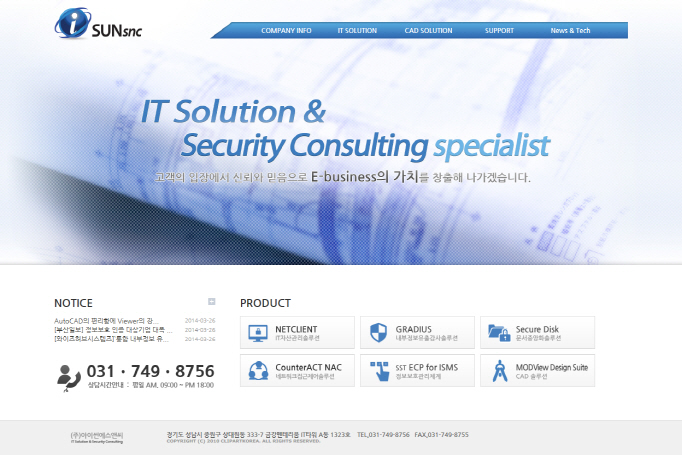 i SUNsnc
COMPANY INFO IT SOLUTION CAD SOLUTION SUPPORT News & Tech
IT Solution &
Security Consulting specialist
고객의 입장에서 신뢰와 믿음으로 E-business의 가치를 창출해 나가겠습니다.
NOTICE
AutoCAD의 편리함에 Viewer의 강... 2014-03-26
[부산일보] 정보보호 인증 대상기업 대폭 ... 2014-03-26
[와이즈허브시스템즈] 통합 내부정보 유... 2014-03-26
031 · 749 · 8756
상담시간안내 : 평일 AM. 09:00 ~ PM 18:00
PRODUCT
NETCLIENT
IT자산관리솔루션
GRADIUS
내부정보유출감사솔루션
Secure Disk
문서중앙화솔루션
CounterACT NAC
네트워크접근제어솔루션
SST ECP for ISMS
정보보호관리체계
MODView Design Suite
CAD 솔루션
(주)아이썬에스앤씨
IT Solution & Security Consulting
경기도 성남시 중원구 상대원동 333-7 금강펜테리움 IT타워 A동 1323호 TEL.031-749-8756 FAX.031-749-8755
COPYRIGHT (C) 2010 CLIPARTKOREA. ALL RIGHTS RESERVED.